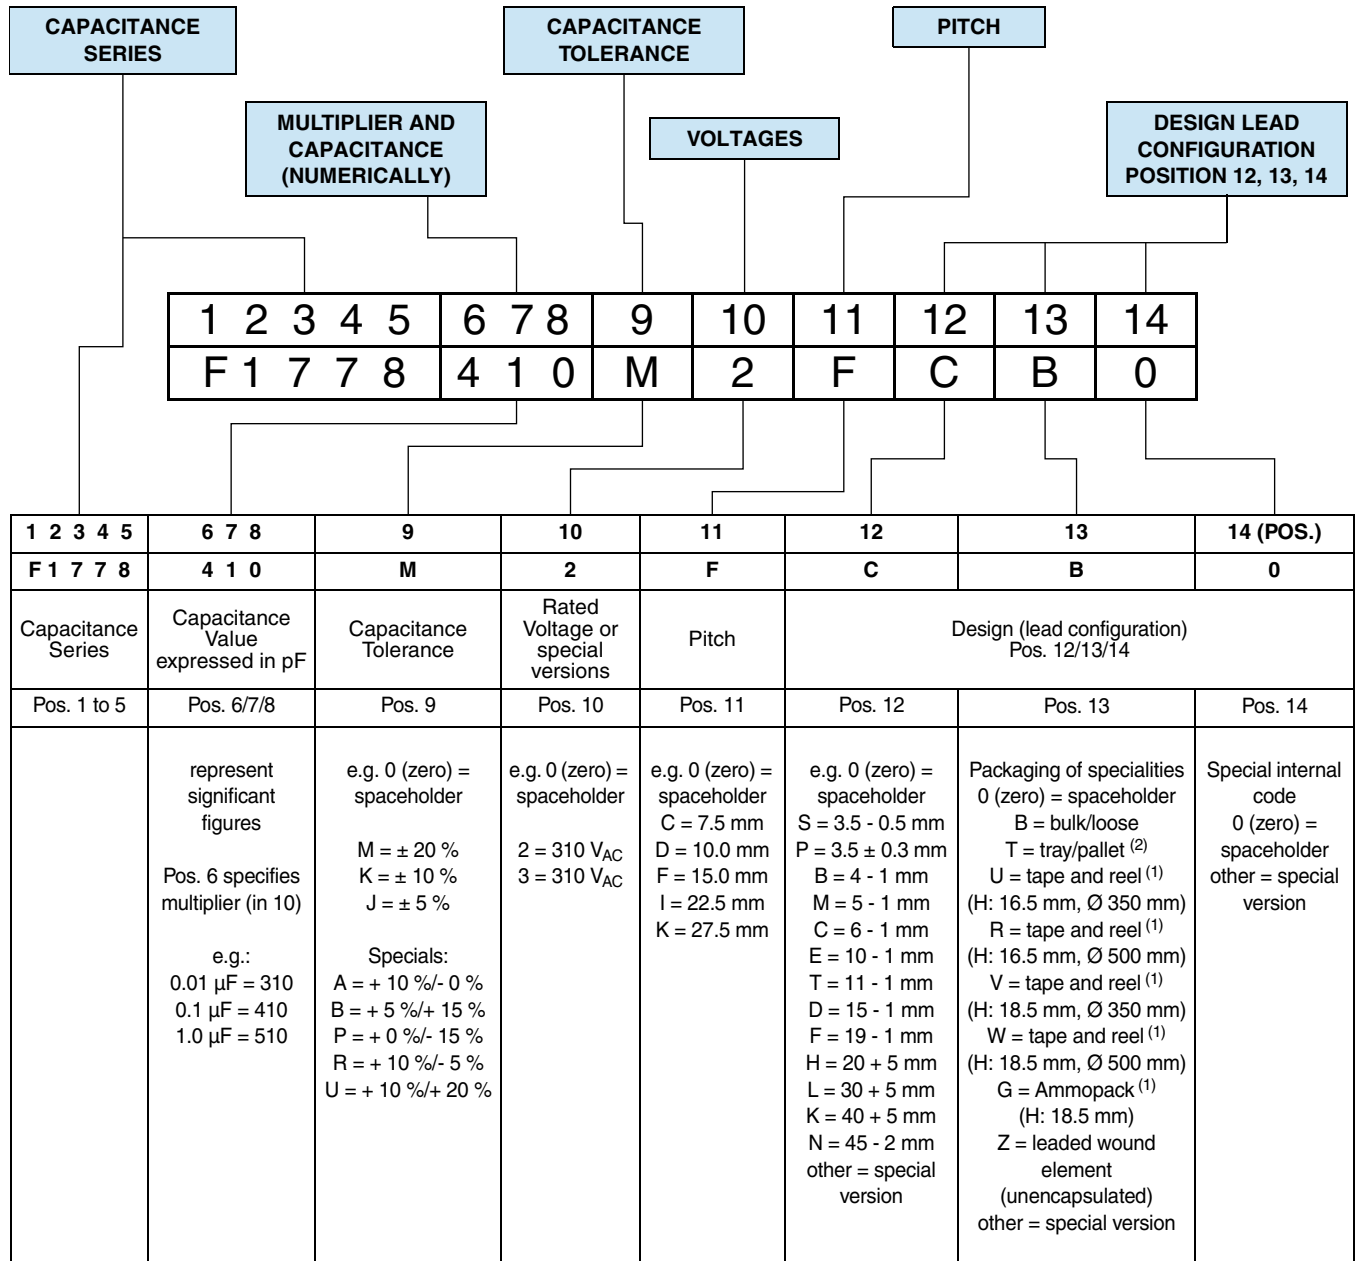 CAPACITANCE
SERIES
CAPACITANCE
TOLERANCE
PITCH
MULTIPLIER AND
CAPACITANCE
(NUMERICALLY)
VOLTAGES
DESIGN LEAD
CONFIGURATION
POSITION 12, 13, 14
1 2 3 4 5 6 7 8 9 10 11 12 13 14
F 1 7 7 8 4 1 0 M 2 F C B 0
1 2 3 4 5 6 7 8 9 10 11 12 13 14 (POS.)
F 1 7 7 8 4 1 0 M 2 F C B 0
Capacitance
Series
Capacitance
Value
expressed in pF
Capacitance
Tolerance
Rated
Voltage or
special
versions
Pitch
Design (lead configuration)
Pos. 12/13/14
Pos. 1 to 5 Pos. 6/7/8 Pos. 9 Pos. 10 Pos. 11 Pos. 12 Pos. 13 Pos. 14
represent
significant
figures
Pos. 6 specifies
multiplier (in 10)
e.g.:
0.01 µF = 310
0.1 µF = 410
1.0 µF = 510
e.g. 0 (zero) =
spaceholder
M = ± 20 %
K = ± 10 %
J = ± 5 %
Specials:
A = + 10 %/- 0 %
B = + 5 %/+ 15 %
P = + 0 %/- 15 %
R = + 10 %/- 5 %
U = + 10 %/+ 20 %
e.g. 0 (zero) =
spaceholder
2 = 310 VAC
3 = 310 VAC
e.g. 0 (zero) =
spaceholder
C = 7.5 mm
D = 10.0 mm
F = 15.0 mm
I = 22.5 mm
K = 27.5 mm
e.g. 0 (zero) =
spaceholder
S = 3.5 - 0.5 mm
P = 3.5 ± 0.3 mm
B = 4 - 1 mm
M = 5 - 1 mm
C = 6 - 1 mm
E = 10 - 1 mm
T = 11 - 1 mm
D = 15 - 1 mm
F = 19 - 1 mm
H = 20 + 5 mm
L = 30 + 5 mm
K = 40 + 5 mm
N = 45 - 2 mm
other = special
version
Packaging of specialities
0 (zero) = spaceholder
B = bulk/loose
T = tray/pallet (2)
U = tape and reel (1)
(H: 16.5 mm, Ø 350 mm)
R = tape and reel (1)
(H: 16.5 mm, Ø 500 mm)
V = tape and reel (1)
(H: 18.5 mm, Ø 350 mm)
W = tape and reel (1)
(H: 18.5 mm, Ø 500 mm)
G = Ammopack (1)
(H: 18.5 mm)
Z = leaded wound
element
(unencapsulated)
other = special version
Special internal
code
0 (zero) =
spaceholder
other = special
version